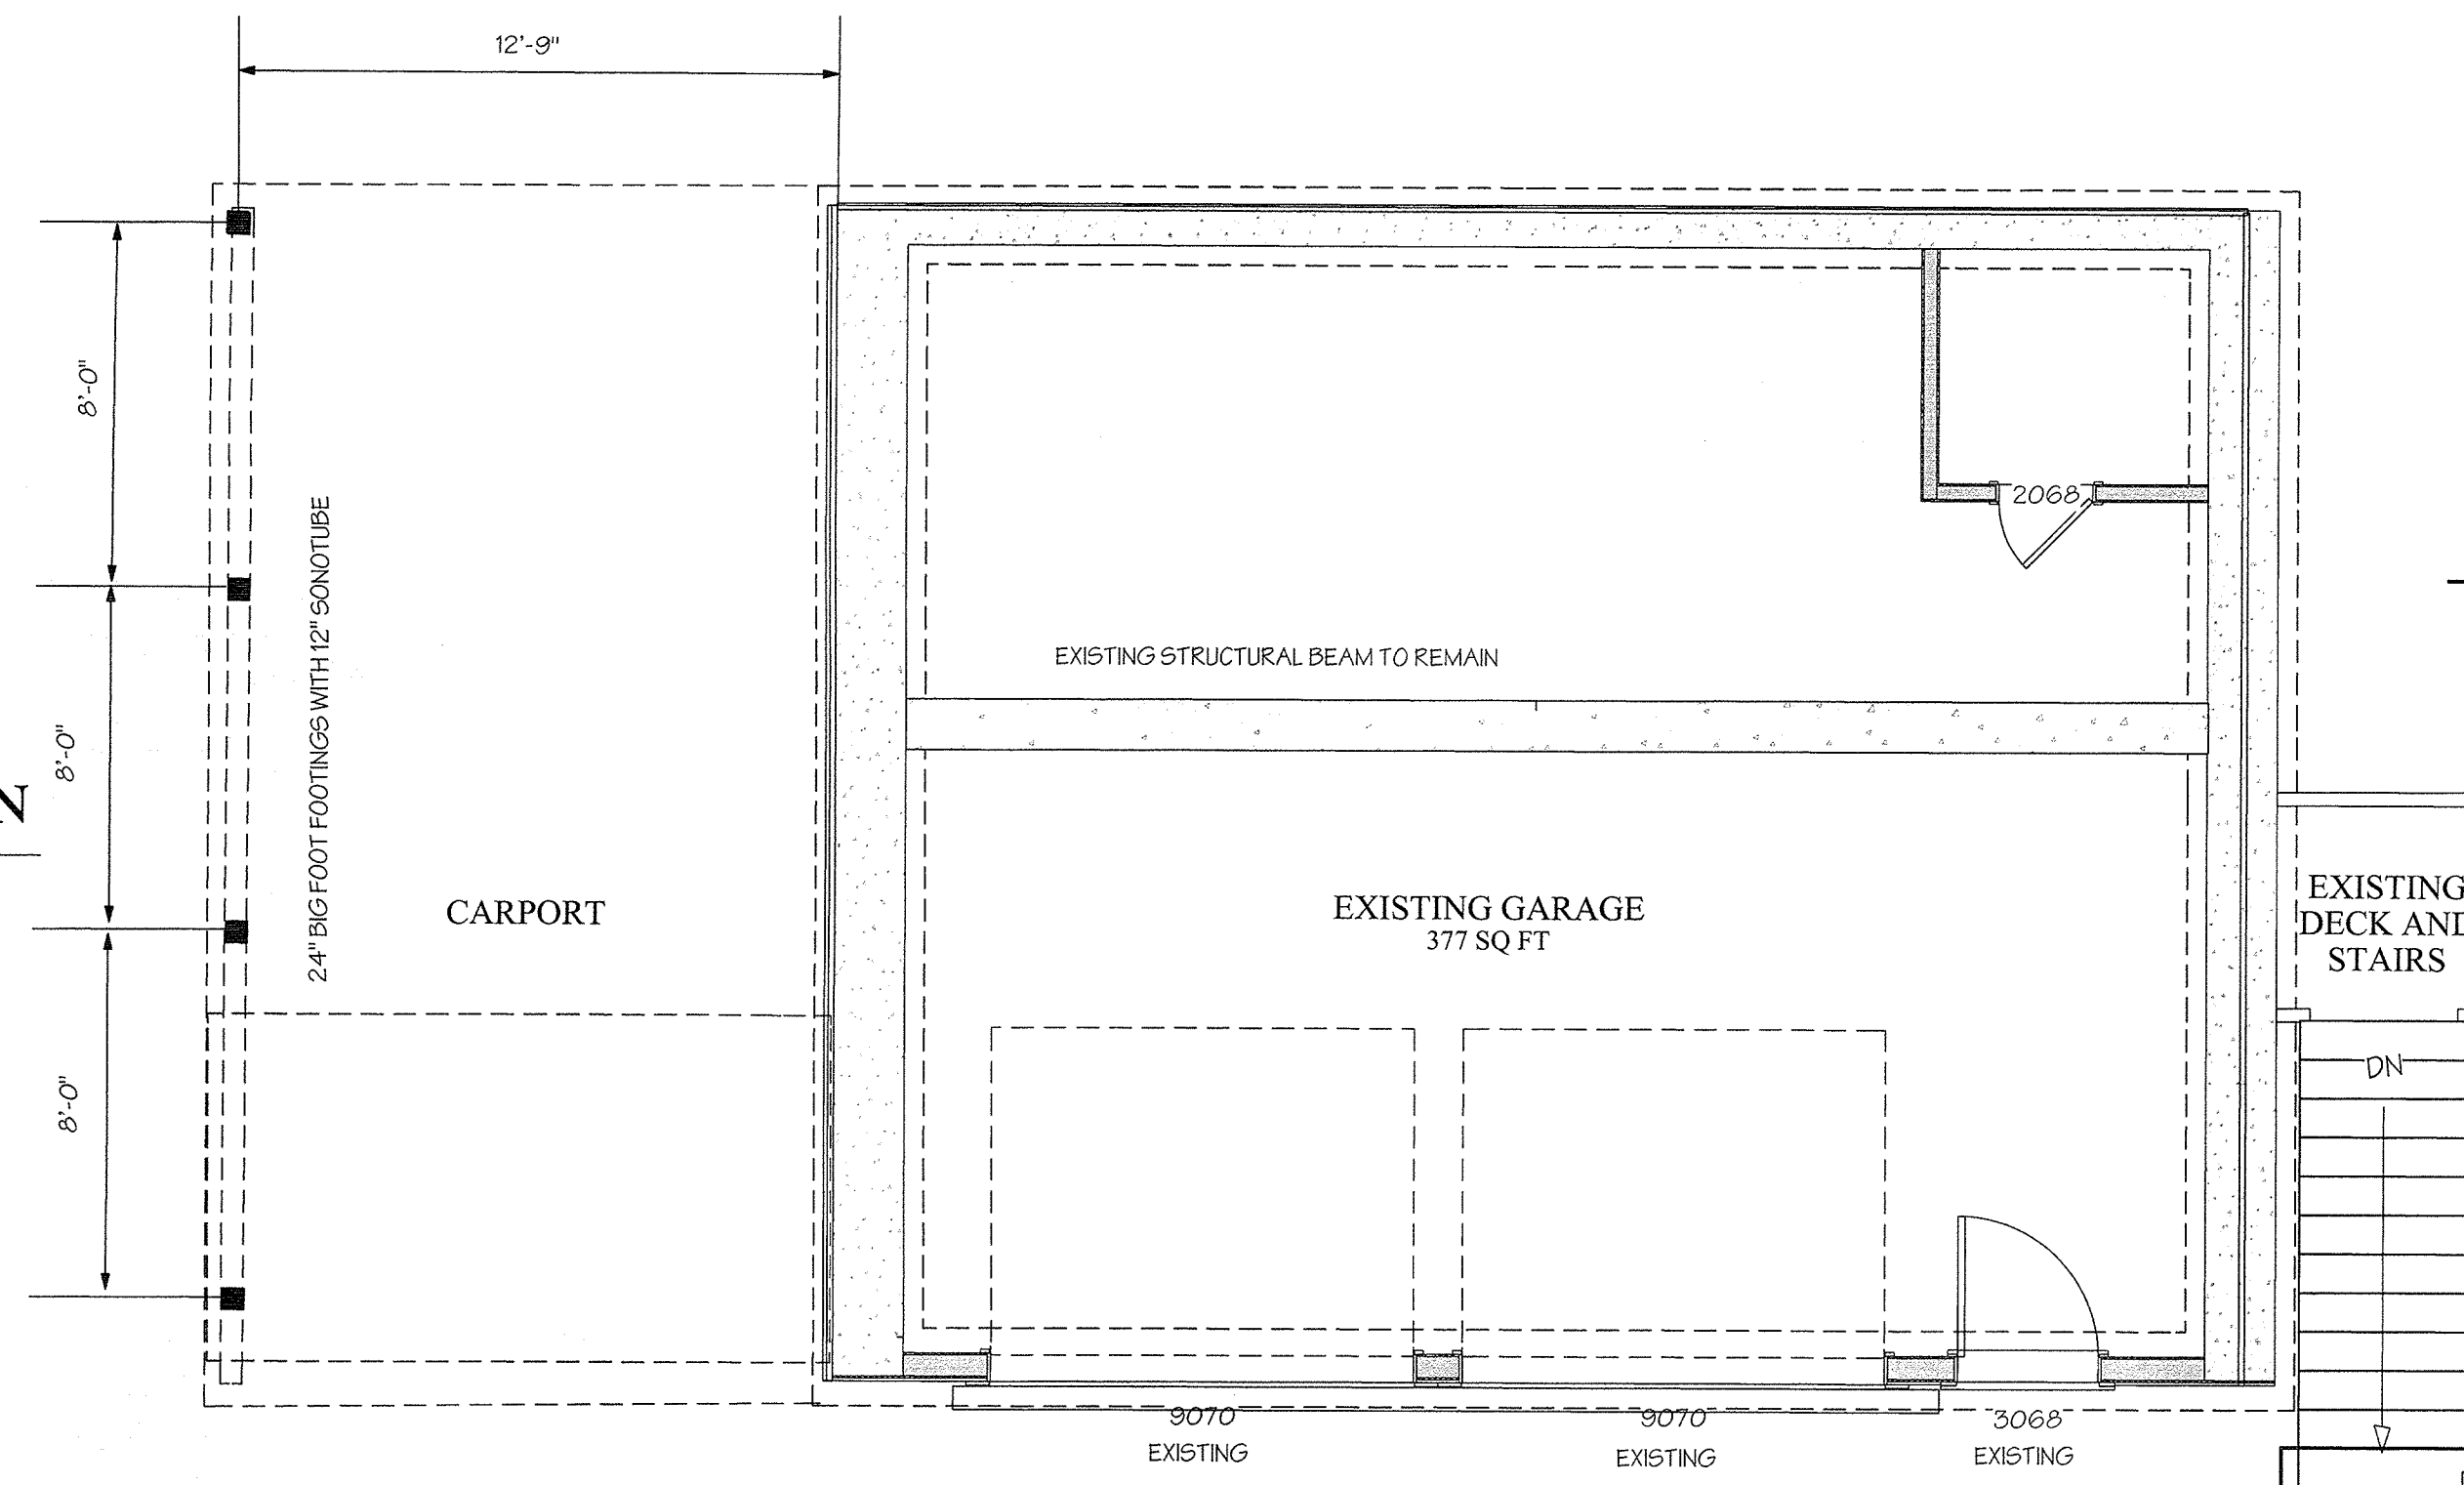 12'-9"
8'-0"
2068
24" BIG FOOT FOOTINGS WITH 12" SONOTUBE
EXISTING STRUCTURAL BEAM TO REMAIN
8'-0"
N
CARPORT
EXISTING GARAGE
377 SQ FT
EXISTING
DECK AND
STAIRS
8'-0"
DN
9070
EXISTING
9070
EXISTING
3068
EXISTING